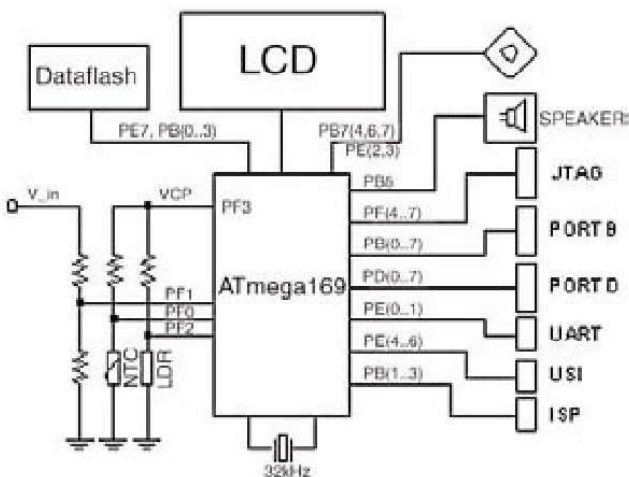 LCD
Dataflash
PE7, PB(0..3)
PB7(4,6,7)
PE(2,3)
SPEAKER
PB5
JTAG
V_in
VCP
PF3
PF(4..7)
PB(0..7)
PORT B
ATmega169
PD(0..7)
PORT D
PF1
PF0
PF2
PE(0..1)
UART
NTC
LDR
PE(4..6)
USI
PB(1..3)
ISP
32kHz